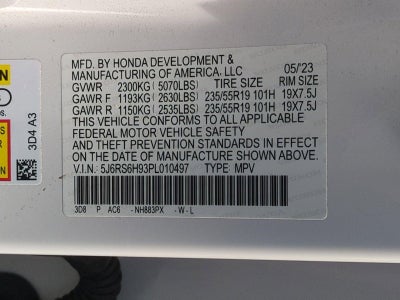 MFD. BY HONDA DEVELOPMENT &
MANUFACTURING OF AMERICA, LLC 05/'23
GVWR 2300KG (5070LBS) TIRE SIZE RIM SIZE
GAWR F 1193KG (2630LBS) 235/55R19 101H 19X7.5J
GAWR R 1150KG (2535LBS) 235/55R19 101H 19X7.5J
THIS VEHICLE CONFORMS TO ALL APPLICABLE
FEDERAL MOTOR VEHICLE SAFETY
AND THEFT PREVENTION STANDARDS IN EFFECT
ON THE DATE OF MANUFACTURE SHOWN ABOVE.
V.I.N. : 5J6RS6H93PL010497 TYPE: MPV
3D8 P AC6 -NH883PX -W-L
3D4 A3